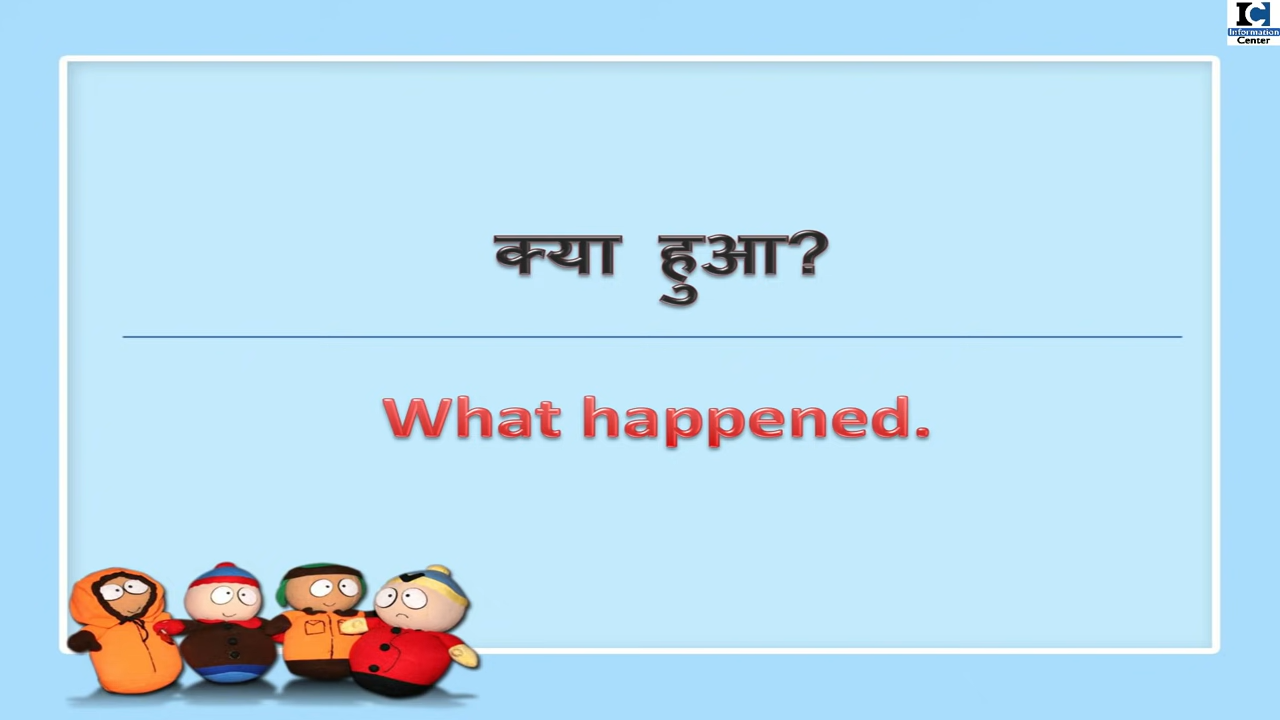 IC
Information
Center
क्या हुआ?
What happened.